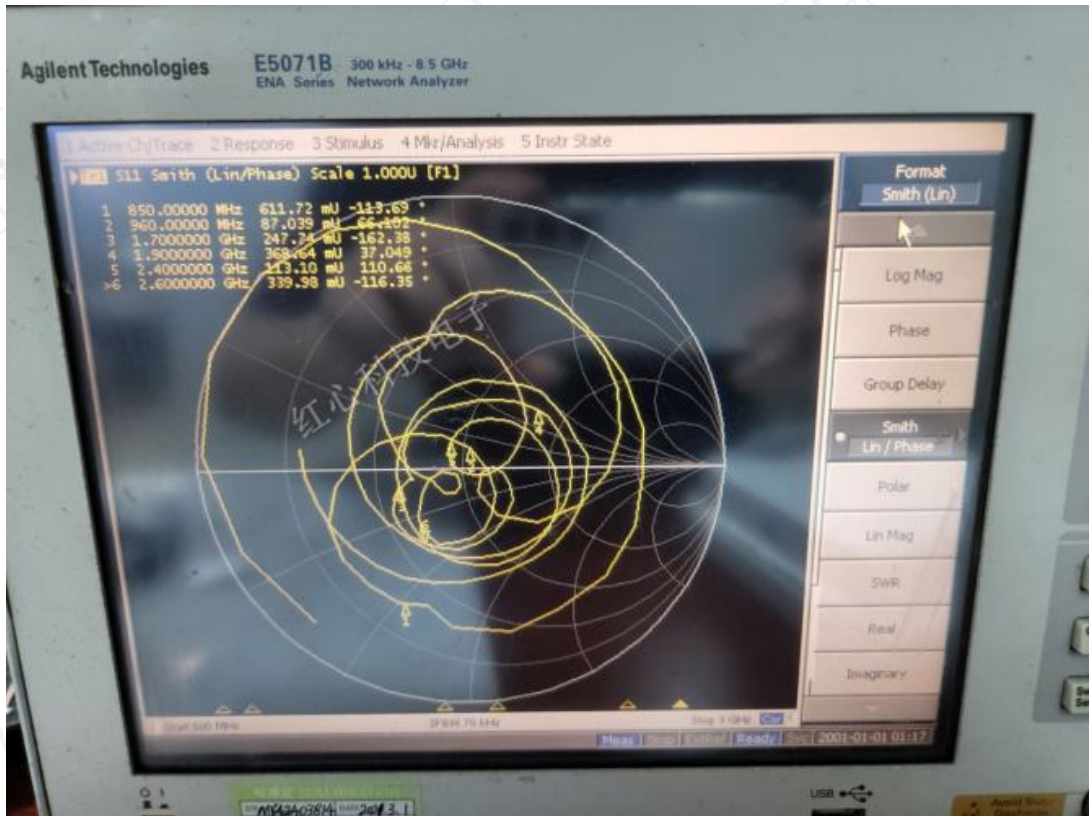 Agilent Technologies
E5071B 300 kHz - 8.5 GHz
ENA Series Network Analyzer
1 Active Ch/Trace 2 Response 3 Stimulus 4 Mkr/Analysis 5 Instr State
S11 Smith (Lin/Phase) Scale 1.000U [F1]
1 850.00000 MHz 611.72 mU -113.69 °
2 960.00000 MHz 87.039 mU 66.102 °
3 1.7000000 GHz 247.74 mU -162.38 °
4 1.9000000 GHz 368.64 mU 37.049 °
5 2.4000000 GHz 113.10 mU 110.66 °
>6 2.6000000 GHz 339.98 mU -116.35 °
红心科技电子
Format
Smith (Lin)
Log Mag
Phase
Group Delay
Smith
Lin / Phase
Polar
Lin Mag
SWR
Real
Imaginary
IFBW 70 kHz
Stop 3 GHz Cor
Meas Stop ExtRef Ready Svc 2001-01-01 01:17
USB